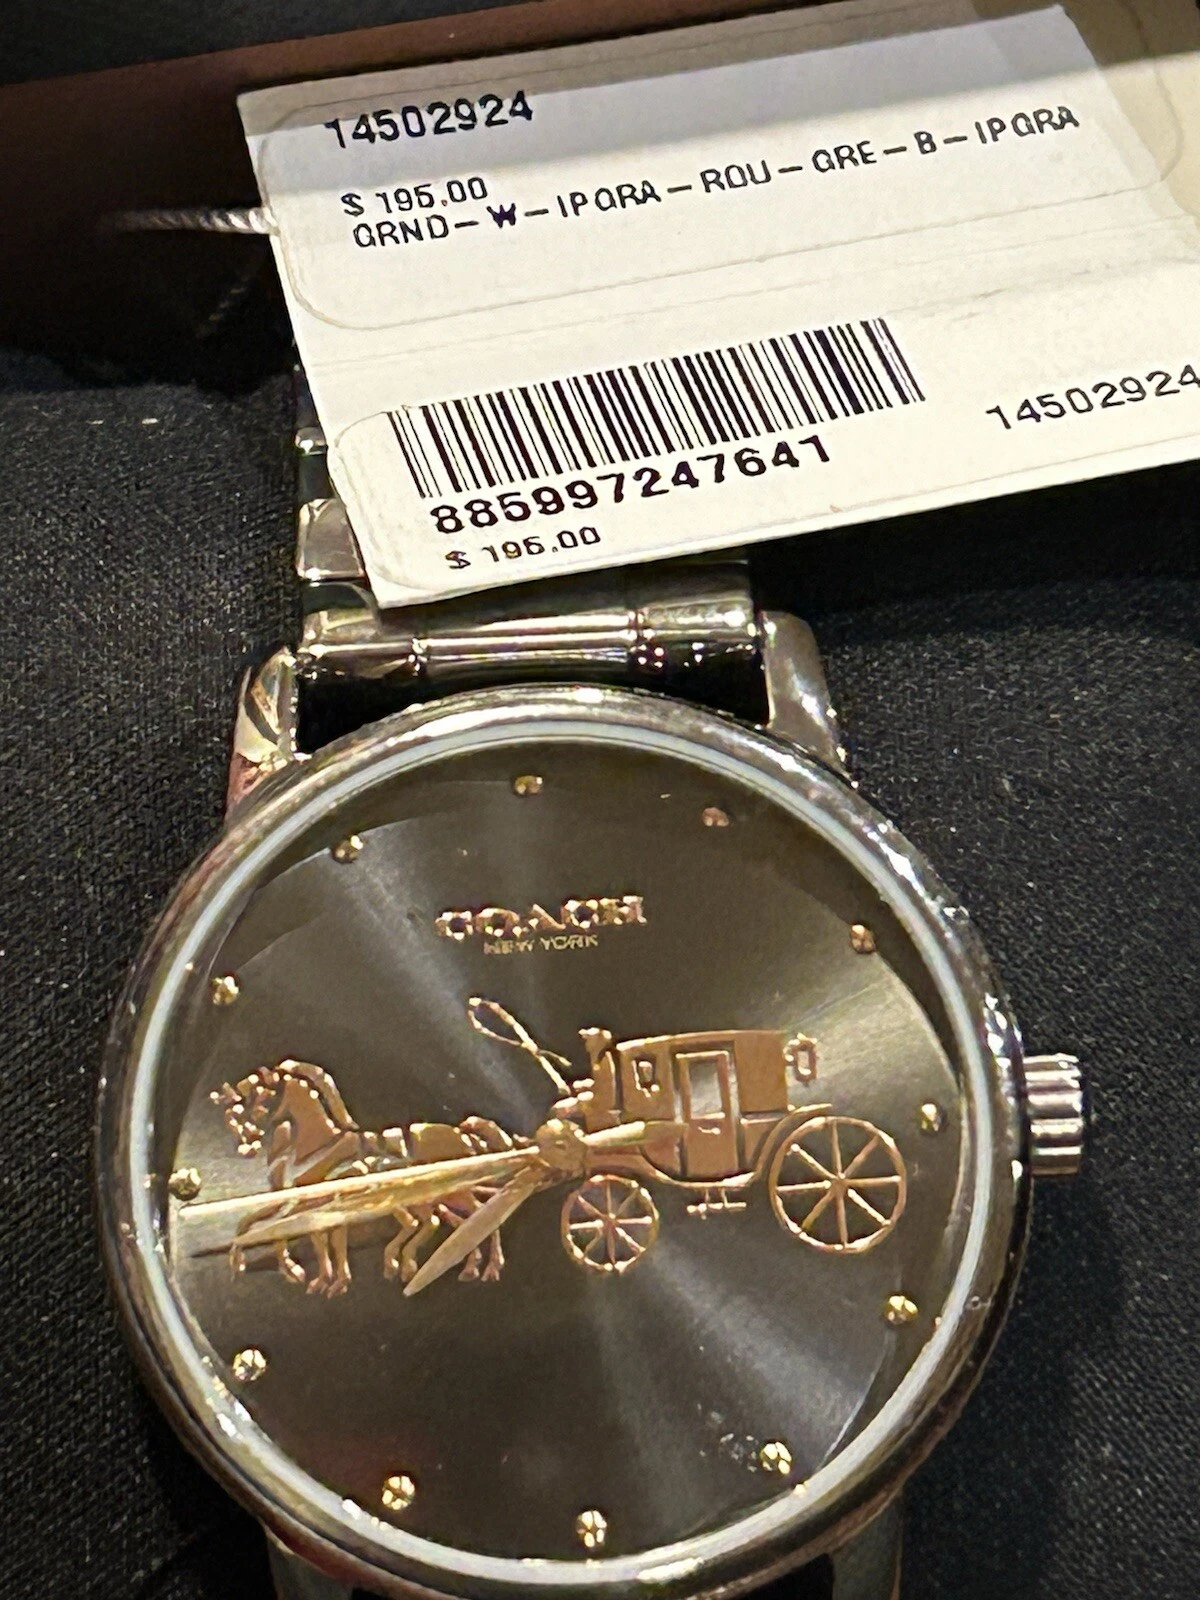 14502924
$ 195.00
GRND-W-IPGRA-ROU-GRE-B-IPGRA
885997247641
14502924
$ 195.00
COACH
NEW YORK